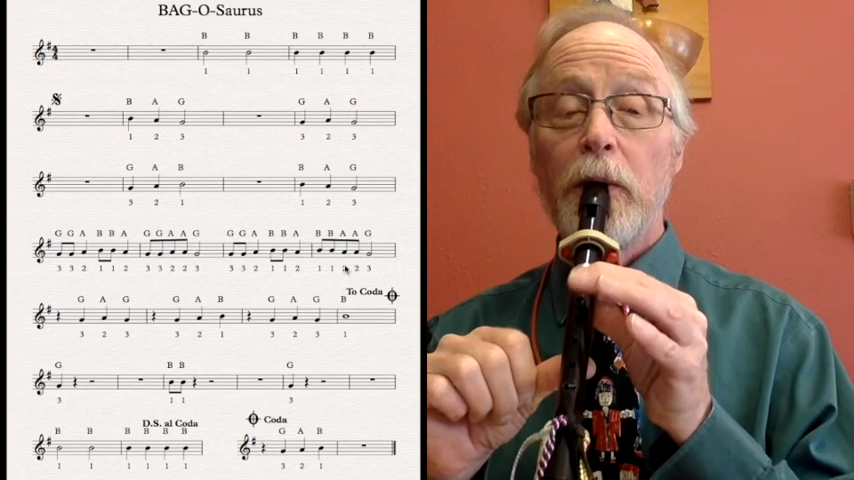 BAG-O-Saurus
B B B B B B
4
4
1 1 1 1 1 1
B A G G A G
1 2 3 3 2 3
G A B B A G
3 2 1 1 2 3
G G A B B A G G A A G G G A B B A B B A A G
3 3 2 1 1 2 3 3 2 2 3 3 3 2 1 1 2 1 1 2 2 3
To Coda
G A G G A B G A G B
3 2 3 3 2 1 3 2 3 1
G B B G
3 1 1 3
D.S. al Coda Coda
B B B B B B G A B
1 1 1 1 1 1 3 2 1